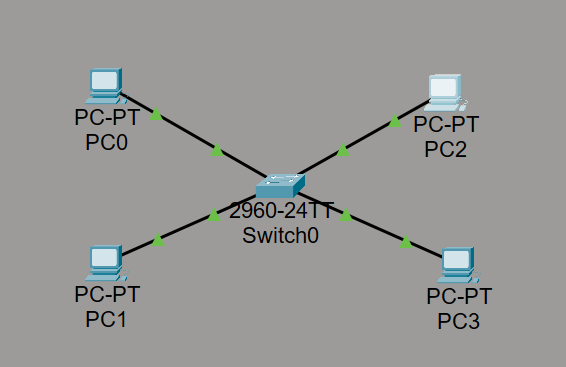 PC-PT
PC0
PC-PT
PC2
2960-24TT
Switch0
PC-PT
PC1
PC-PT
PC3